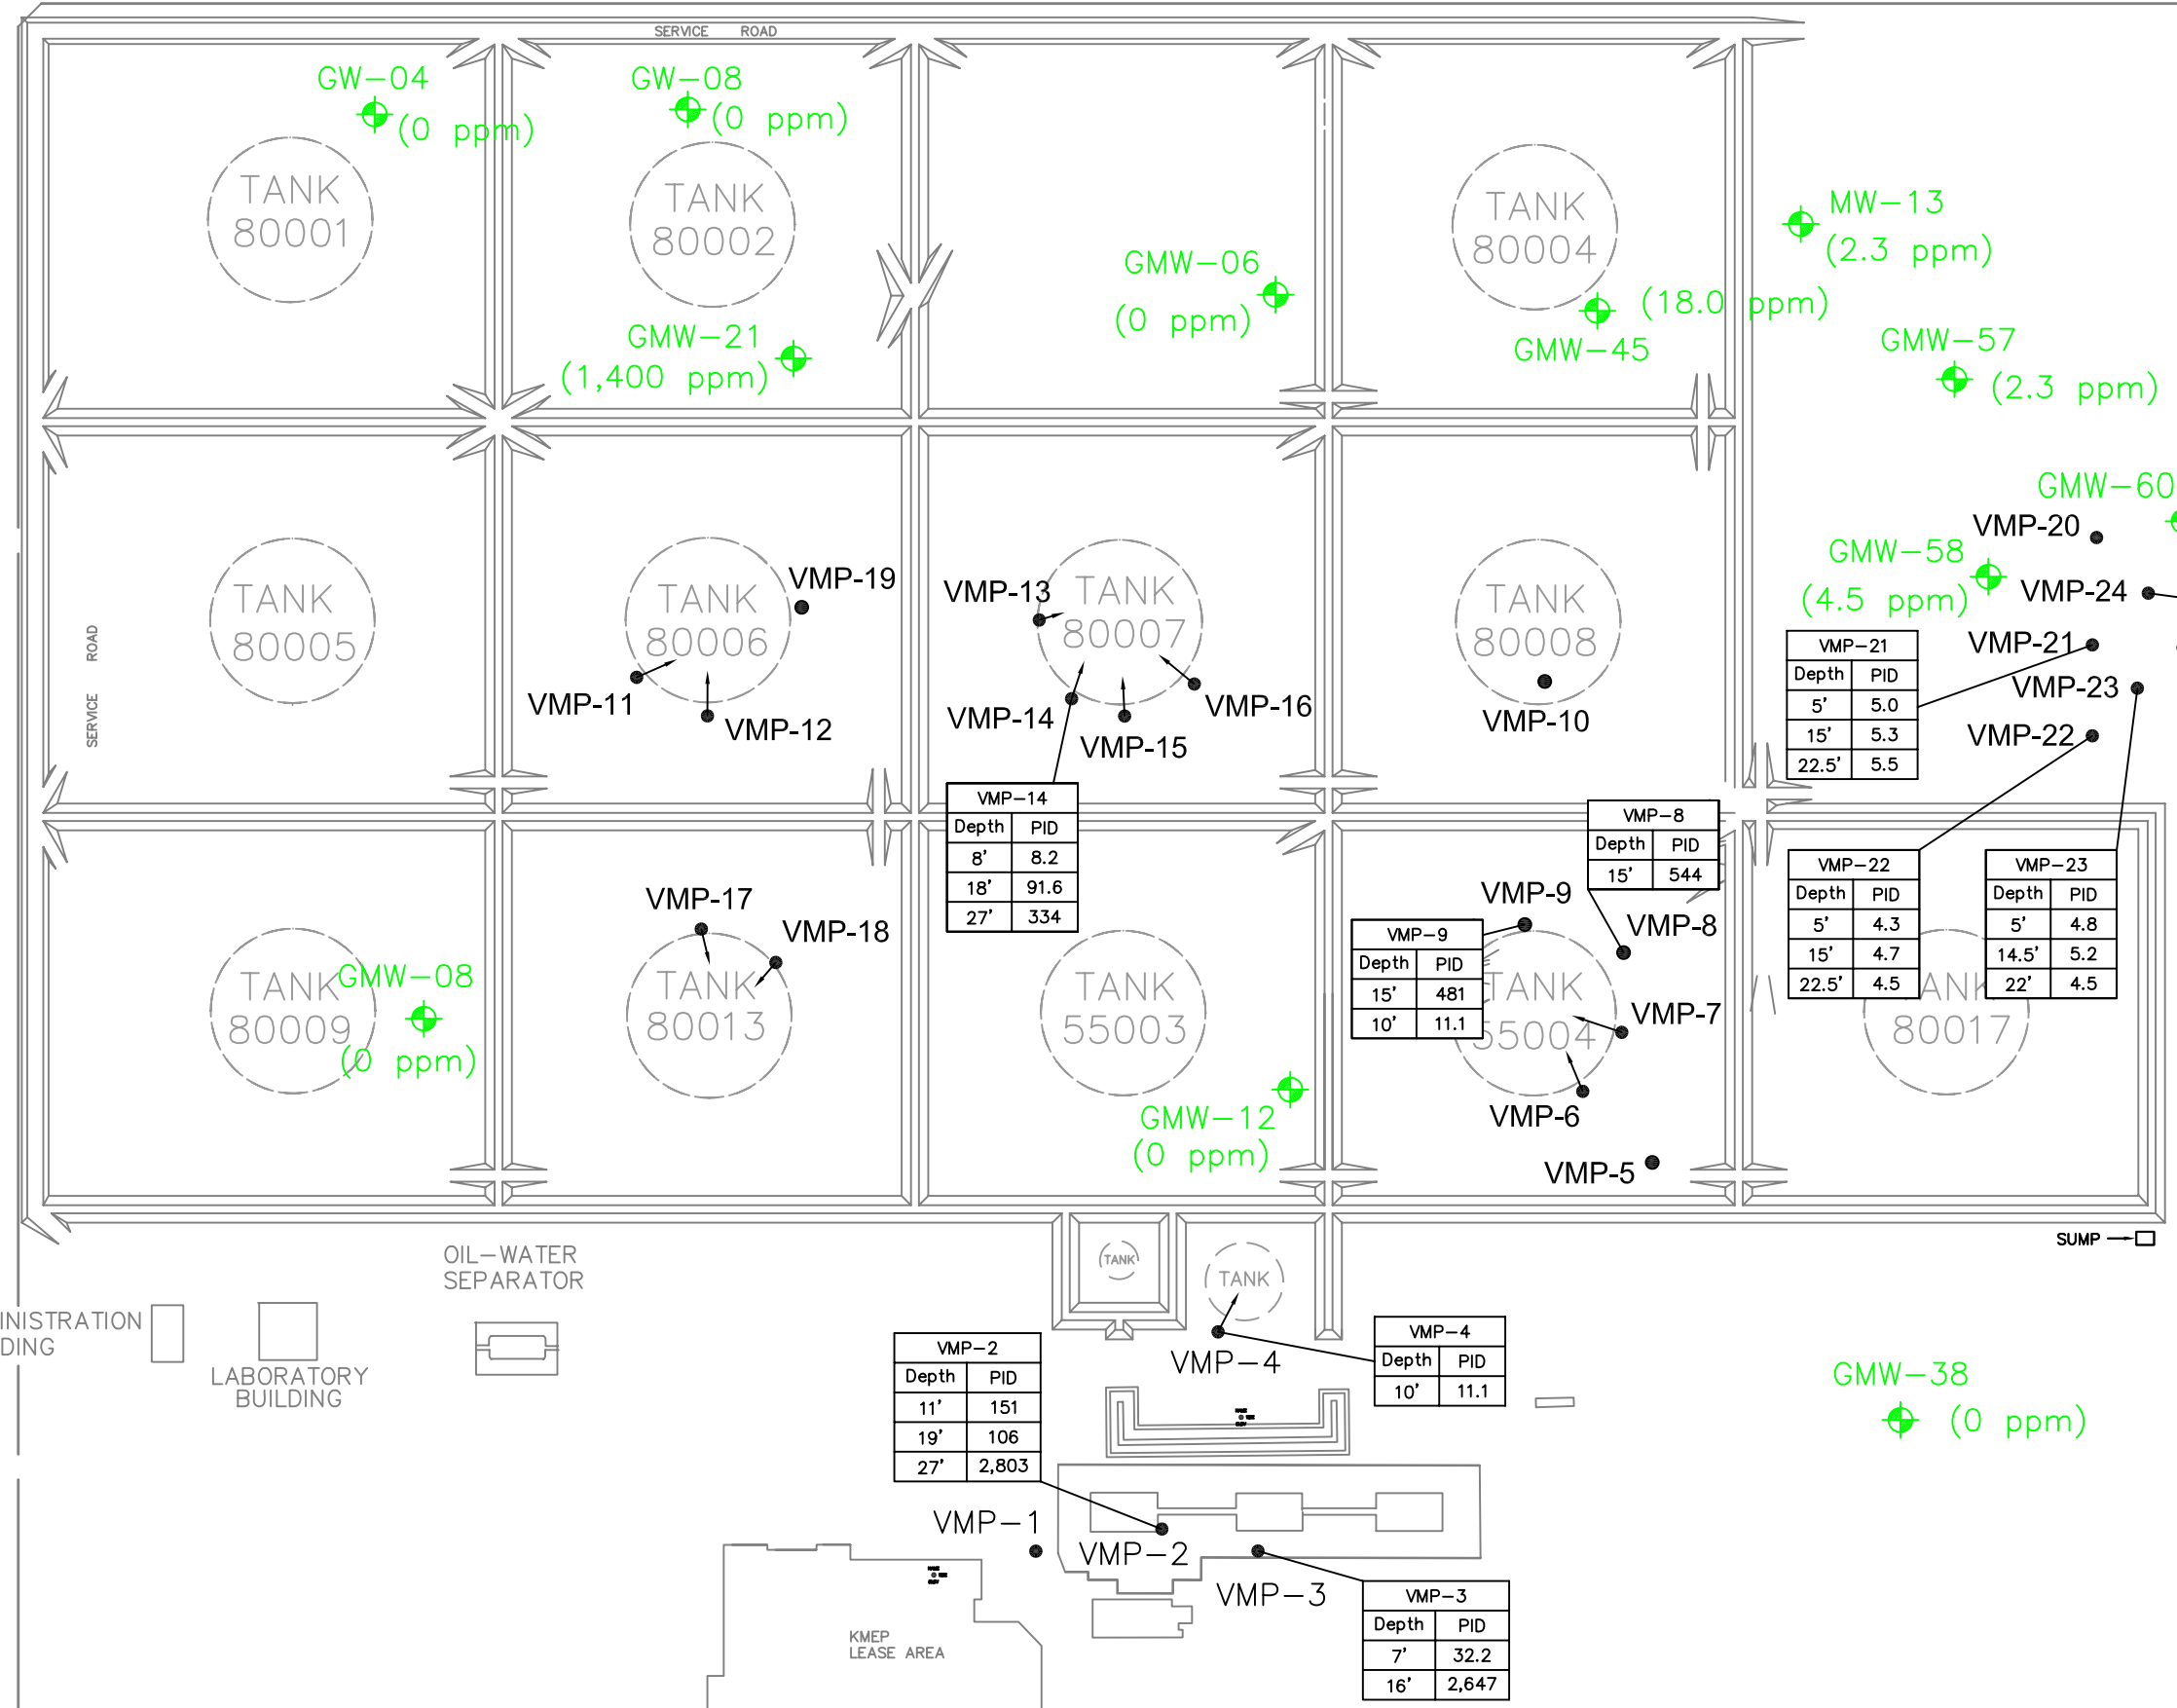 SERVICE ROAD
GW-04
(0 ppm)
GW-08
(0 ppm)
TANK
80001
TANK
80002
TANK
80004
MW-13
(2.3 ppm)
GMW-06
(0 ppm)
(18.0 ppm)
GMW-45
GMW-21
(1,400 ppm)
GMW-57
(2.3 ppm)
GMW-60
VMP-20
GMW-58
(4.5 ppm)
VMP-24
VMP-21
VMP-23
VMP-22
SERVICE ROAD
TANK
80005
TANK
80006
VMP-19
VMP-11
VMP-12
VMP-13
TANK
80007
VMP-14
VMP-15
VMP-16
TANK
80008
VMP-10
VMP-21
Depth PID
5' 5.0
15' 5.3
22.5' 5.5
VMP-14
Depth PID
8' 8.2
18' 91.6
27' 334
VMP-8
Depth PID
15' 544
VMP-22
Depth PID
5' 4.3
15' 4.7
22.5' 4.5
VMP-23
Depth PID
5' 4.8
14.5' 5.2
22' 4.5
VMP-17
VMP-18
VMP-9
VMP-8
VMP-9
Depth PID
15' 481
10' 11.1
TANK
80009
GMW-08
(0 ppm)
TANK
80013
TANK
55003
TANK
55004
VMP-7
TANK
80017
GMW-12
(0 ppm)
VMP-6
VMP-5
SUMP
OIL-WATER
SEPARATOR
TANK
TANK
INISTRATION
DING
LABORATORY
BUILDING
VMP-4
VMP-4
Depth PID
10' 11.1
VMP-2
Depth PID
11' 151
19' 106
27' 2,803
GMW-38
(0 ppm)
VMP-1
VMP-2
VMP-3
VMP-3
Depth PID
7' 32.2
16' 2,647
KMEP
LEASE AREA